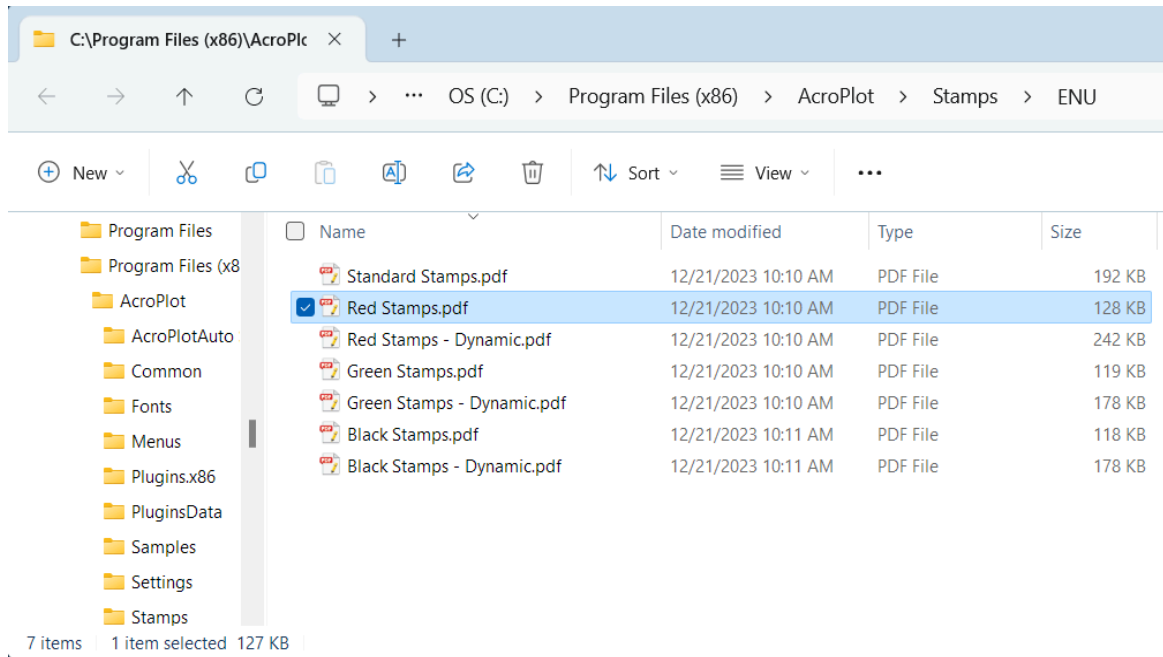 C:\Program Files (x86)\AcroPlc
OS (C:) > Program Files (x86) > AcroPlot > Stamps > ENU
New Sort View
Name Date modified Type Size
Program Files
Program Files (x8
AcroPlot
AcroPlotAuto
Common
Fonts
Menus
Plugins.x86
PluginsData
Samples
Settings
Stamps
Standard Stamps.pdf 12/21/2023 10:10 AM PDF File 192 KB
Red Stamps.pdf 12/21/2023 10:10 AM PDF File 128 KB
Red Stamps - Dynamic.pdf 12/21/2023 10:10 AM PDF File 242 KB
Green Stamps.pdf 12/21/2023 10:10 AM PDF File 119 KB
Green Stamps - Dynamic.pdf 12/21/2023 10:10 AM PDF File 178 KB
Black Stamps.pdf 12/21/2023 10:11 AM PDF File 118 KB
Black Stamps - Dynamic.pdf 12/21/2023 10:11 AM PDF File 178 KB
7 items 1 item selected 127 KB